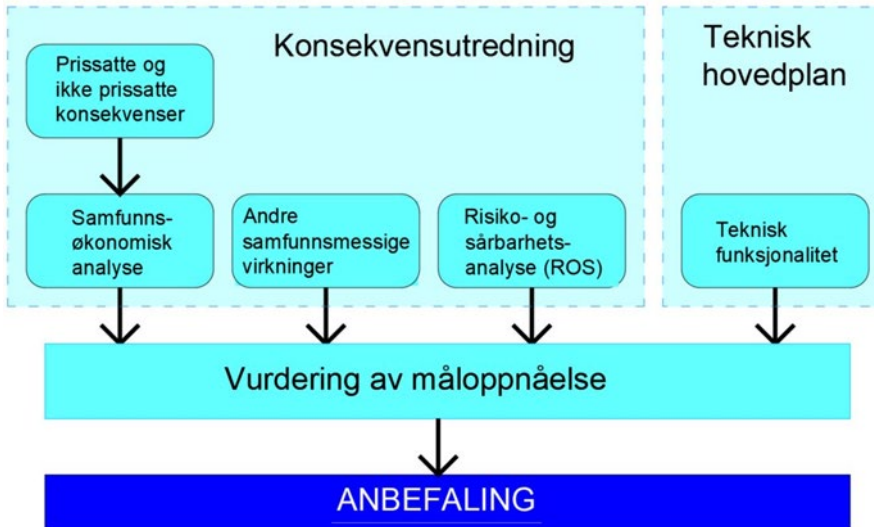 Konsekvensutredning
Teknisk
hovedplan
Prissatte og
ikke prissatte
konsekvenser
Samfunns-
økonomisk
analyse
Andre
samfunnsmessige
virkninger
Risiko- og
sårbarhets-
analyse (ROS)
Teknisk
funksjonalitet
Vurdering av måloppnåelse
ANBEFALING